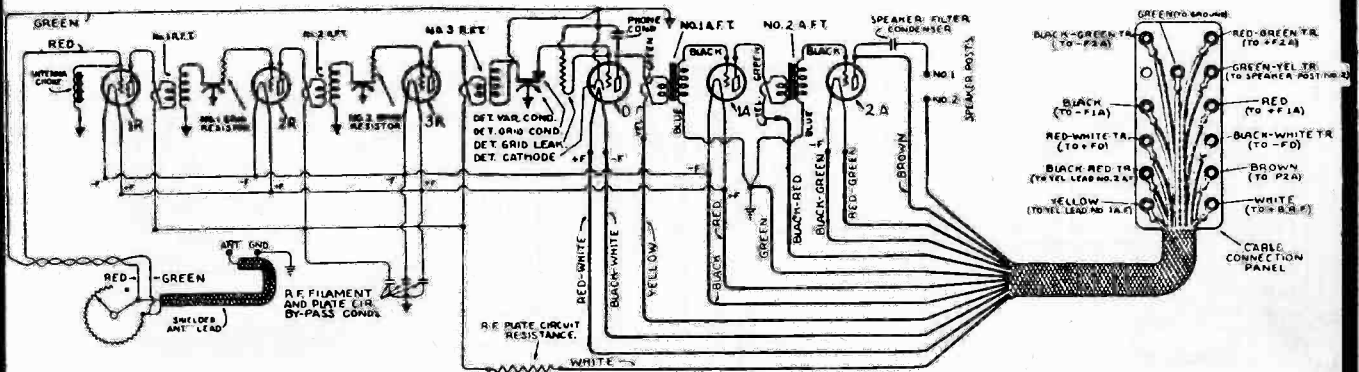 GREEN
RED
No.1 R.F.T.
ANTENNA
CHOKE
1R
NO.1 GRID
RESISTOR
No.2 R.F.T.
2R
NO.2 GRID
RESISTOR
NO.3 R.F.T.
3R
-F
+F
-F
+F
-F
-F
+F
DET. VAR. COND.
DET. GRID COND.
DET. GRID LEAK
DET. CATHODE
PHONE
COND
GREEN
D
+F
-F
YEL
NO.1 A.F.T.
BLACK
BLUE
1A
GREEN
YEL
NO.2 A.F.T.
BLACK
BLUE
2A
-F
SPEAKER FILTER
CONDENSER
NO.1
NO.2
SPEAKER POSTS
RED-WHITE
BLACK-WHITE
YELLOW
BLACK
RED
GREEN
BLACK-RED
BLACK-GREEN
RED-GREEN
BROWN
ANT. GND.
RED
GREEN
SHIELDED
ANT LEAD
R.F. FILAMENT
AND PLATE CIR.
BY-PASS CONDS.
R.F. PLATE CIRCUIT
RESISTANCE
WHITE
GREEN TO GROUND
BLACK-GREEN TR.
(TO -F2A)
BLACK
(TO -F1A)
RED-WHITE TR.
(TO +FD)
BLACK-RED TR.
(TO YEL LEAD NO.2 A.F.)
YELLOW
(TO YEL LEAD NO 1 A.F.)
RED-GREEN TR.
(TO +F2A)
GREEN-YEL TR.
(TO SPEAKER POST NO.2)
RED
(TO +F1A)
BLACK-WHITE TR.
(TO -FD)
BROWN
(TO P2A)
WHITE
(TO +B R.F)
CABLE
CONNECTION
PANEL